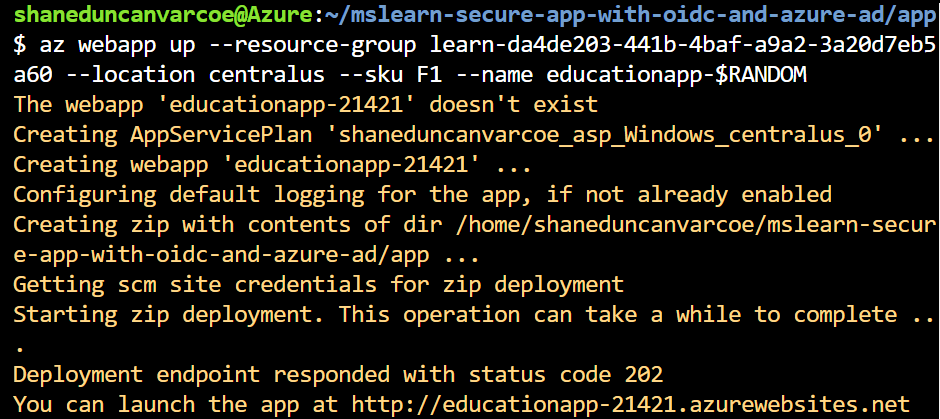 shaneduncanvarcoe@Azure:~/mslearn-secure-app-with-oidc-and-azure-ad/app
$ az webapp up --resource-group learn-da4de203-441b-4baf-a9a2-3a20d7eb5
a60 --location centralus --sku F1 --name educationapp-$RANDOM
The webapp 'educationapp-21421' doesn't exist
Creating AppServicePlan 'shaneduncanvarcoe_asp_Windows_centralus_0' ...
Creating webapp 'educationapp-21421' ...
Configuring default logging for the app, if not already enabled
Creating zip with contents of dir /home/shaneduncanvarcoe/mslearn-secur
e-app-with-oidc-and-azure-ad/app ...
Getting scm site credentials for zip deployment
Starting zip deployment. This operation can take a while to complete ..
.
Deployment endpoint responded with status code 202
You can launch the app at http://educationapp-21421.azurewebsites.net